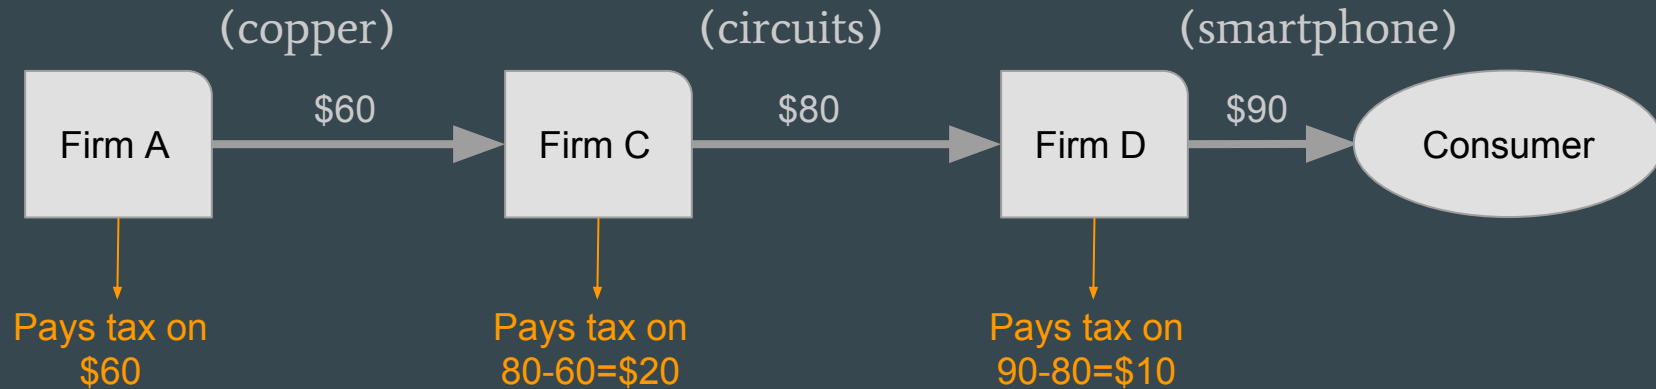 (copper)
(circuits)
(smartphone)
$60
$80
$90
Firm A
Firm C
Firm D
Consumer
Pays tax on
$60
Pays tax on
80-60=$20
Pays tax on
90-80=$10